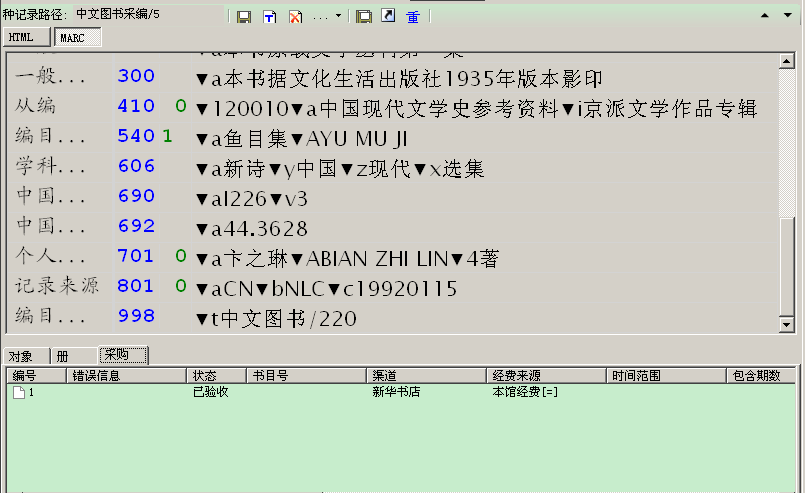 种记录路径: 中文图书采编/5
... 重
HTML MARC
一般... 300 ▼a本书据文化生活出版社1935年版本影印
从编 410 0 ▼120010▼a中国现代文学史参考资料▼i京派文学作品专辑
编目... 540 1 ▼a鱼目集▼AYU MU JI
学科... 606 ▼a新诗▼y中国▼z现代▼x选集
中国... 690 ▼aI226▼v3
中国... 692 ▼a44.3628
个人... 701 0 ▼a卞之琳▼ABIAN ZHI LIN▼4著
记录来源 801 0 ▼aCN▼bNLC▼c19920115
编目... 998 ▼t中文图书/220
对象 册 采购
编号 错误信息 状态 书目号 渠道 经费来源 时间范围 包含期数
1 已验收 新华书店 本馆经费[=]